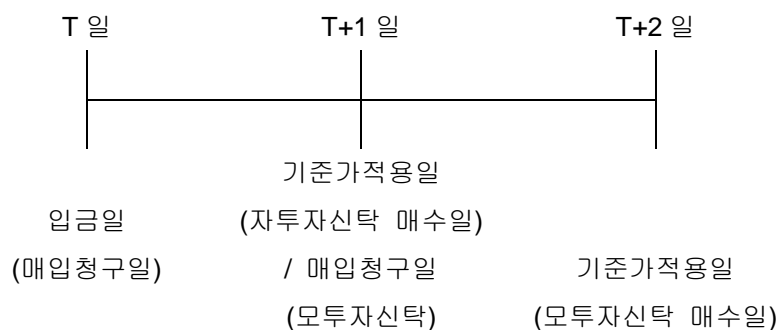 T 일 T+1 일 T+2 일
기준가적용일
입금일 (자투자신탁 매수일)
(매입청구일) / 매입청구일 기준가적용일
(모투자신탁) (모투자신탁 매수일)